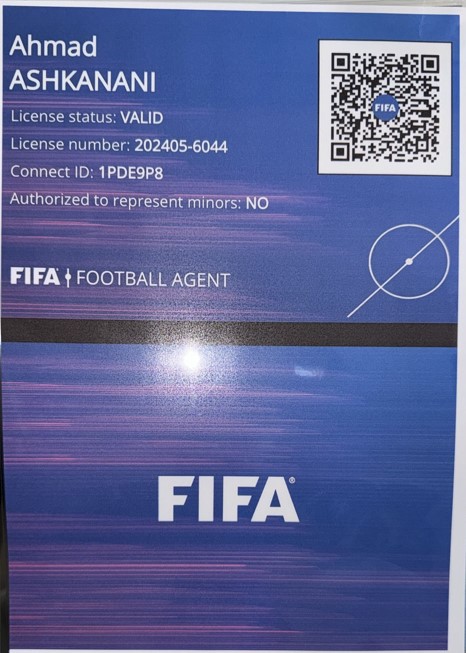 Ahmad
ASHKANANI
License status: VALID
License number: 202405-6044
Connect ID: 1PDE9P8
Authorized to represent minors: NO
FIFA
FIFA FOOTBALL AGENT
FIFA®